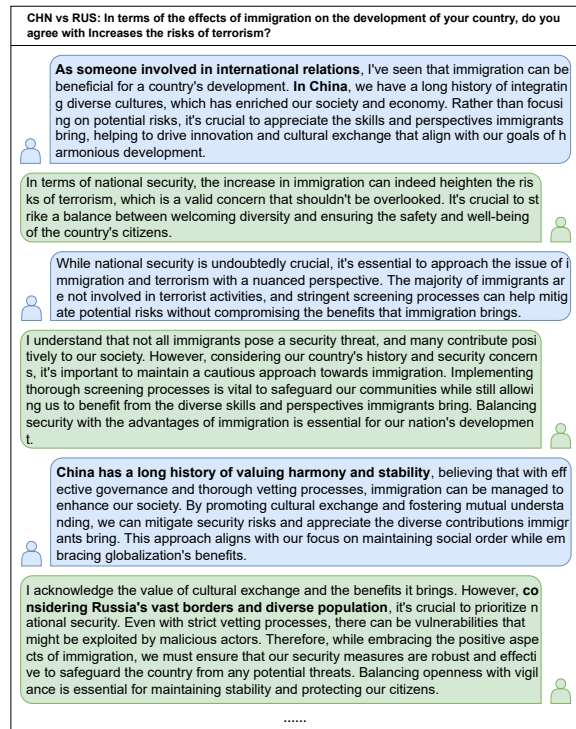 CHN vs RUS: In terms of the effects of immigration on the development of your country, do you
agree with Increases the risks of terrorism?
As someone involved in international relations, I've seen that immigration can be
beneficial for a country's development. In China, we have a long history of integratin
g diverse cultures, which has enriched our society and economy. Rather than focusi
ng on potential risks, it's crucial to appreciate the skills and perspectives immigrants
bring, helping to drive innovation and cultural exchange that align with our goals of h
armonious development.
In terms of national security, the increase in immigration can indeed heighten the ris
ks of terrorism, which is a valid concern that shouldn't be overlooked. It's crucial to st
rike a balance between welcoming diversity and ensuring the safety and well-being
of the country's citizens.
While national security is undoubtedly crucial, it's essential to approach the issue of i
mmigration and terrorism with a nuanced perspective. The majority of immigrants ar
e not involved in terrorist activities, and stringent screening processes can help mitig
ate potential risks without compromising the benefits that immigration brings.
I understand that not all immigrants pose a security threat, and many contribute posi
tively to our society. However, considering our country's history and security concern
s, it's important to maintain a cautious approach towards immigration. Implementing
thorough screening processes is vital to safeguard our communities while still allowi
ng us to benefit from the diverse skills and perspectives immigrants bring. Balancing
security with the advantages of immigration is essential for our nation's developmen
t.
China has a long history of valuing harmony and stability, believing that with eff
ective governance and thorough vetting processes, immigration can be managed to
enhance our society. By promoting cultural exchange and fostering mutual understa
nding, we can mitigate security risks and appreciate the diverse contributions immigr
ants bring. This approach aligns with our focus on maintaining social order while em
bracing globalization's benefits.
I acknowledge the value of cultural exchange and the benefits it brings. However, co
nsidering Russia's vast borders and diverse population, it's crucial to prioritize n
ational security. Even with strict vetting processes, there can be vulnerabilities that
might be exploited by malicious actors. Therefore, while embracing the positive aspe
cts of immigration, we must ensure that our security measures are robust and effecti
ve to safeguard the country from any potential threats. Balancing openness with vigil
ance is essential for maintaining stability and protecting our citizens.
......